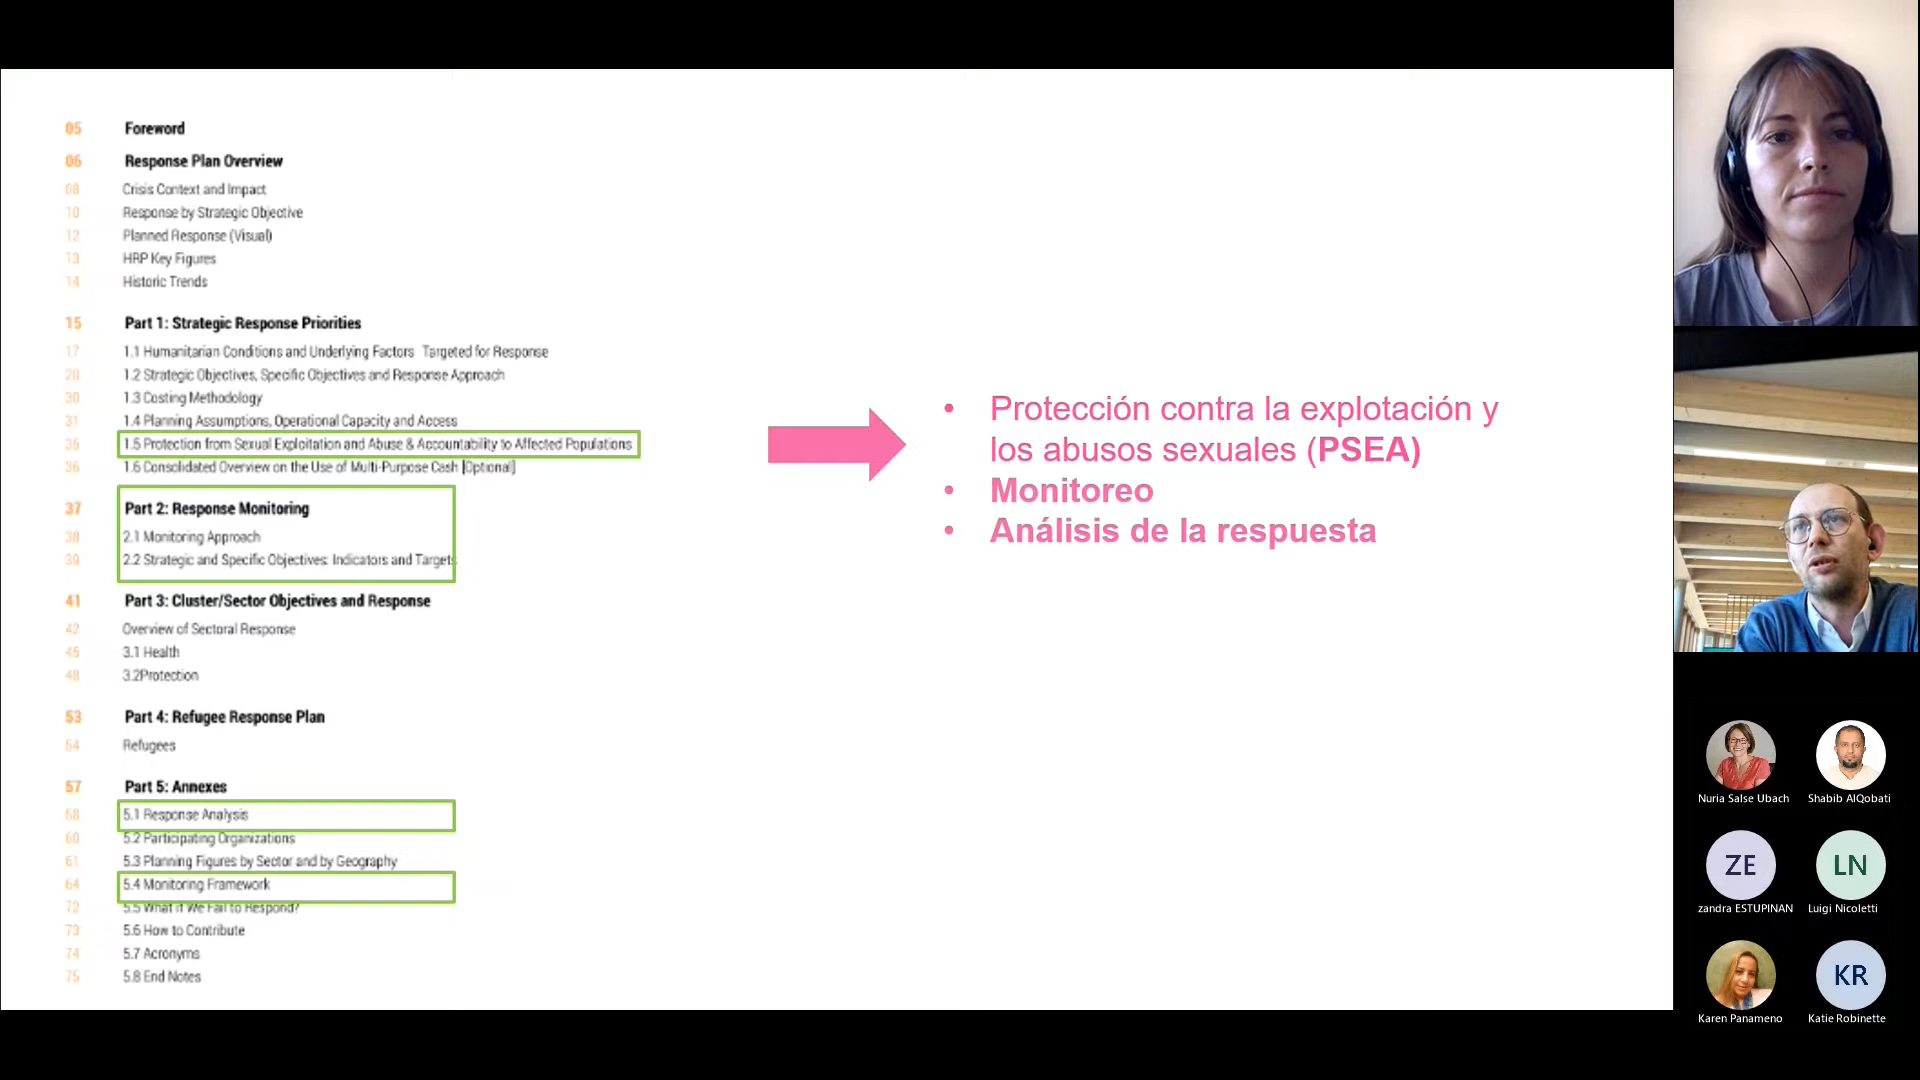 05 Foreword
06 Response Plan Overview
08 Crisis Context and Impact
10 Response by Strategic Objective
12 Planned Response (Visual)
13 HRP Key Figures
14 Historic Trends
15 Part 1: Strategic Response Priorities
17 1.1 Humanitarian Conditions and Underlying Factors Targeted for Response
20 1.2 Strategic Objectives, Specific Objectives and Response Approach
30 1.3 Costing Methodology
31 1.4 Planning Assumptions, Operational Capacity and Access
35 1.5 Protection from Sexual Exploitation and Abuse & Accountability to Affected Populations
36 1.6 Consolidated Overview on the Use of Multi-Purpose Cash [Optional]
37 Part 2: Response Monitoring
38 2.1 Monitoring Approach
39 2.2 Strategic and Specific Objectives: Indicators and Targets
41 Part 3: Cluster/Sector Objectives and Response
42 Overview of Sectoral Response
45 3.1 Health
48 3.2Protection
53 Part 4: Refugee Response Plan
54 Refugees
57 Part 5: Annexes
58 5.1 Response Analysis
60 5.2 Participating Organizations
61 5.3 Planning Figures by Sector and by Geography
64 5.4 Monitoring Framework
72 5.5 What if We Fail to Respond?
73 5.6 How to Contribute
74 5.7 Acronyms
75 5.8 End Notes
• Protección contra la explotación y
los abusos sexuales (PSEA)
• Monitoreo
• Análisis de la respuesta
Nuria Salse Ubach
Shabib AlQobati
ZE
zandra ESTUPINAN
LN
Luigi Nicoletti
Karen Panameno
KR
Katie Robinette